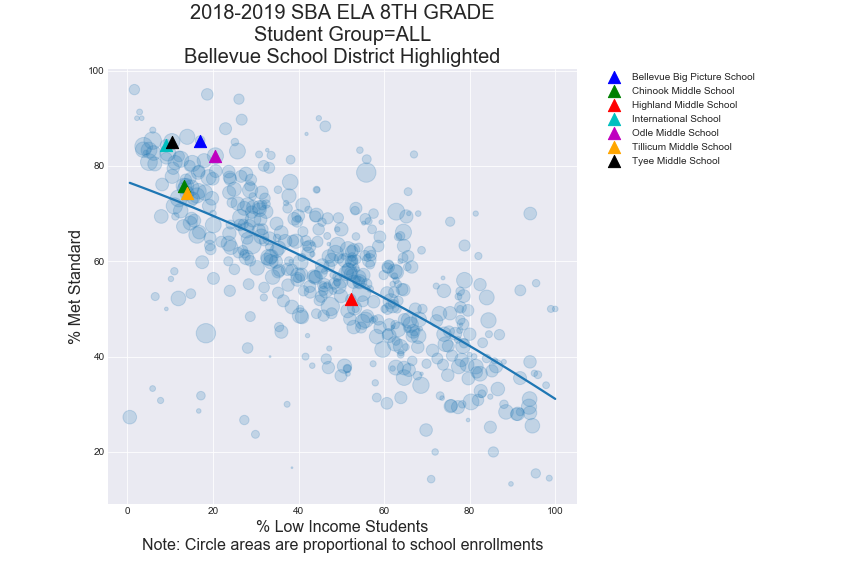 2018-2019 SBA ELA 8TH GRADE
Student Group=ALL
Bellevue School District Highlighted
100
80
60
40
20
% Met Standard
0
20
40
60
80
100
% Low Income Students
Note: Circle areas are proportional to school enrollments
Bellevue Big Picture School
Chinook Middle School
Highland Middle School
International School
Odle Middle School
Tillicum Middle School
Tyee Middle School